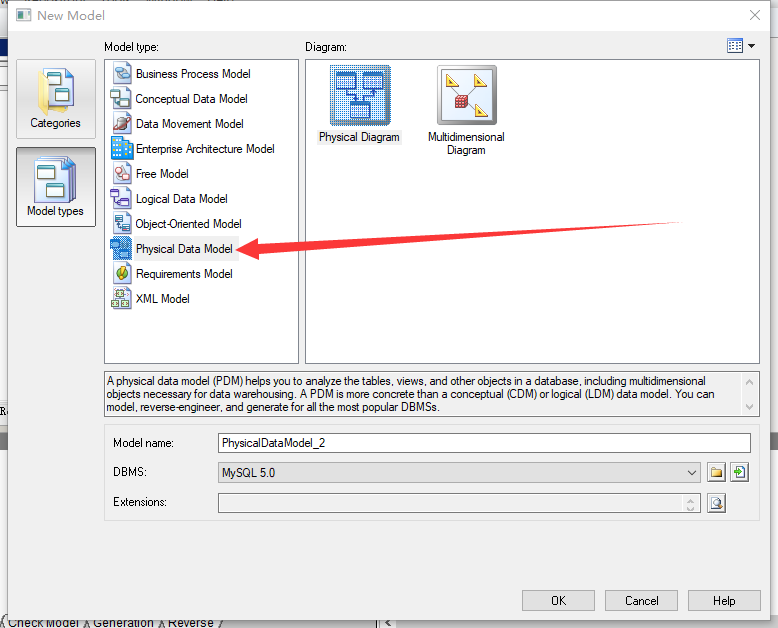 New Model
Model type:
Diagram:
Categories
Model types
Business Process Model
Conceptual Data Model
Data Movement Model
Enterprise Architecture Model
Free Model
Logical Data Model
Object-Oriented Model
Physical Data Model
Requirements Model
XML Model
Physical Diagram
Multidimensional
Diagram
A physical data model (PDM) helps you to analyze the tables, views, and other objects in a database, including multidimensional
objects necessary for data warehousing. A PDM is more concrete than a conceptual (CDM) or logical (LDM) data model. You can
model, reverse-engineer, and generate for all the most popular DBMSs.
Model name:
PhysicalDataModel_2
DBMS:
MySQL 5.0
Extensions:
OK
Cancel
Help
Check Model
Generation
Reverse